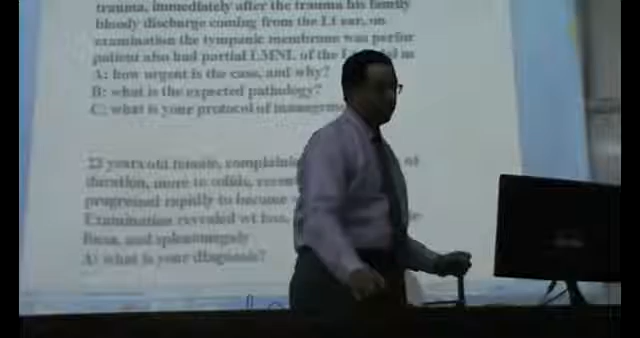 trauma, immediately after the trauma his family
bloody discharge coming from the Lt ear, on
examination the tympanic membrane was perfor
patient also had partial LMNL of the
A: how urgent is the case, and why?
B: what is the expected pathology?
C: what is your protocol of manageme
23 years old female, complaining
duration, more to solids,
progressed rapidly to become
Examination revealed wt loss,
and splenomegaly
A: what is your diagnosis?